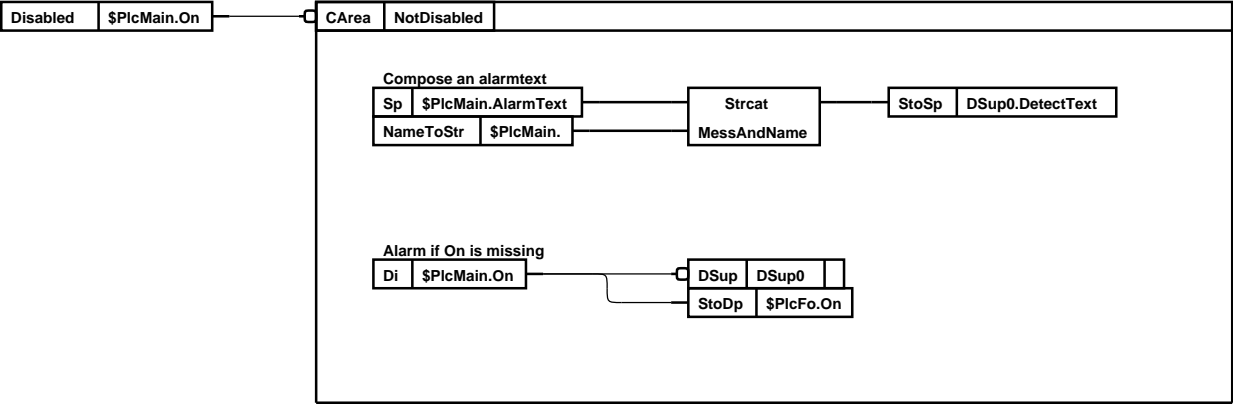 Disabled $PlcMain.On CArea NotDisabled
Compose an alarmtext
Sp $PlcMain.AlarmText Strcat StoSp DSup0.DetectText
NameToStr $PlcMain. MessAndName
Alarm if On is missing
Di $PlcMain.On DSup DSup0
StoDp $PlcFo.On